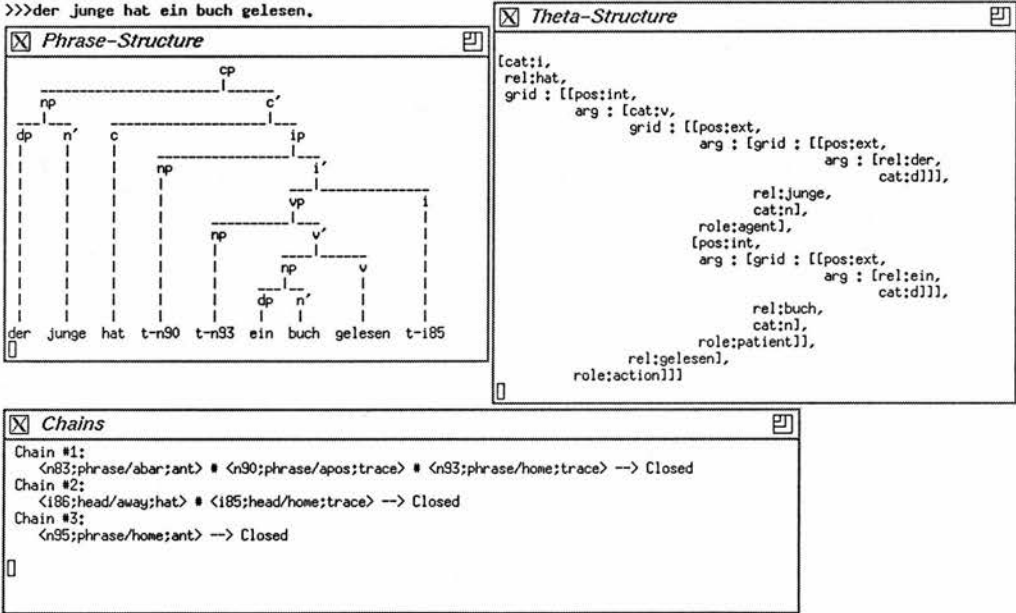 >>>der junge hat ein buch gelesen.
Phrase-Structure
cp
np c′
dp n′ c ip
np i′
vp i
np v′
np v
dp n′
der junge hat t-n90 t-n93 ein buch gelesen t-i85
Theta-Structure
[cat:i,
rel:hat,
grid : [[pos:int,
arg : [cat:v,
grid : [[pos:ext,
arg : [grid : [[pos:ext,
arg : [rel:der,
cat:d]]],
rel:junge,
cat:n],
role:agent],
[pos:int,
arg : [grid : [[pos:ext,
arg : [rel:ein,
cat:d]]],
rel:buch,
cat:n],
role:patient]],
rel:gelesen],
role:action]]]
Chains
Chain #1:
<n83;phrase/abar;ant> # <n90;phrase/apos;trace> # <n93;phrase/home;trace> --> Closed
Chain #2:
<i86;head/away;hat> # <i85;head/home;trace> --> Closed
Chain #3:
<n95;phrase/home;ant> --> Closed